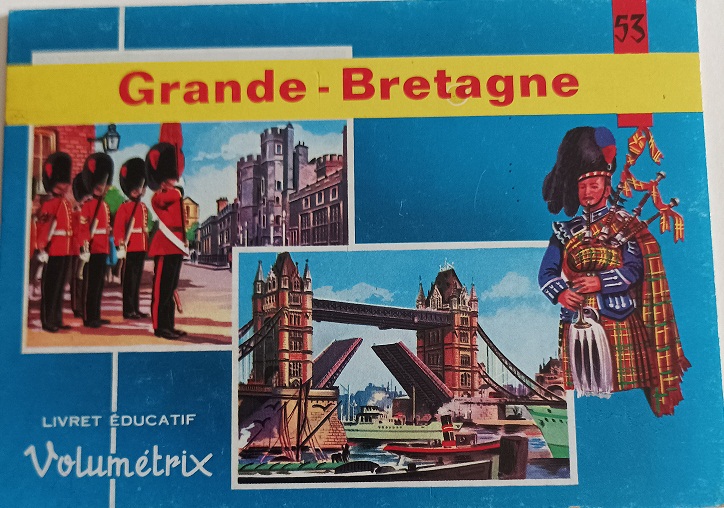 53
Grande-Bretagne
LIVRET ÉDUCATIF
Volumétrix